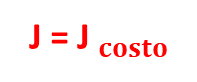 J = J costo